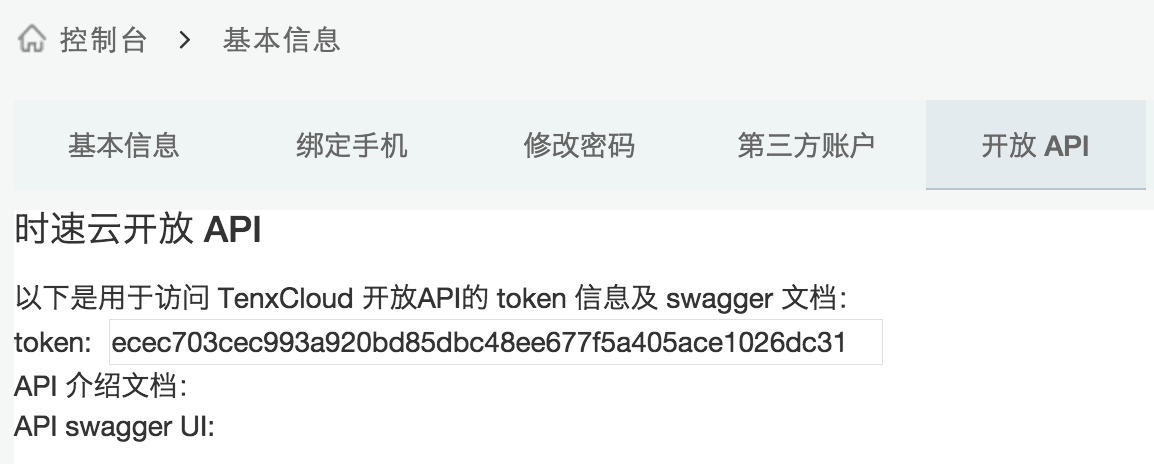 控制台 > 基本信息
基本信息 绑定手机 修改密码 第三方账户 开放 API
时速云开放 API
以下是用于访问 TenxCloud 开放API的 token 信息及 swagger 文档:
token: ecec703cec993a920bd85dbc48ee677f5a405ace1026dc31
API 介绍文档:
API swagger UI: